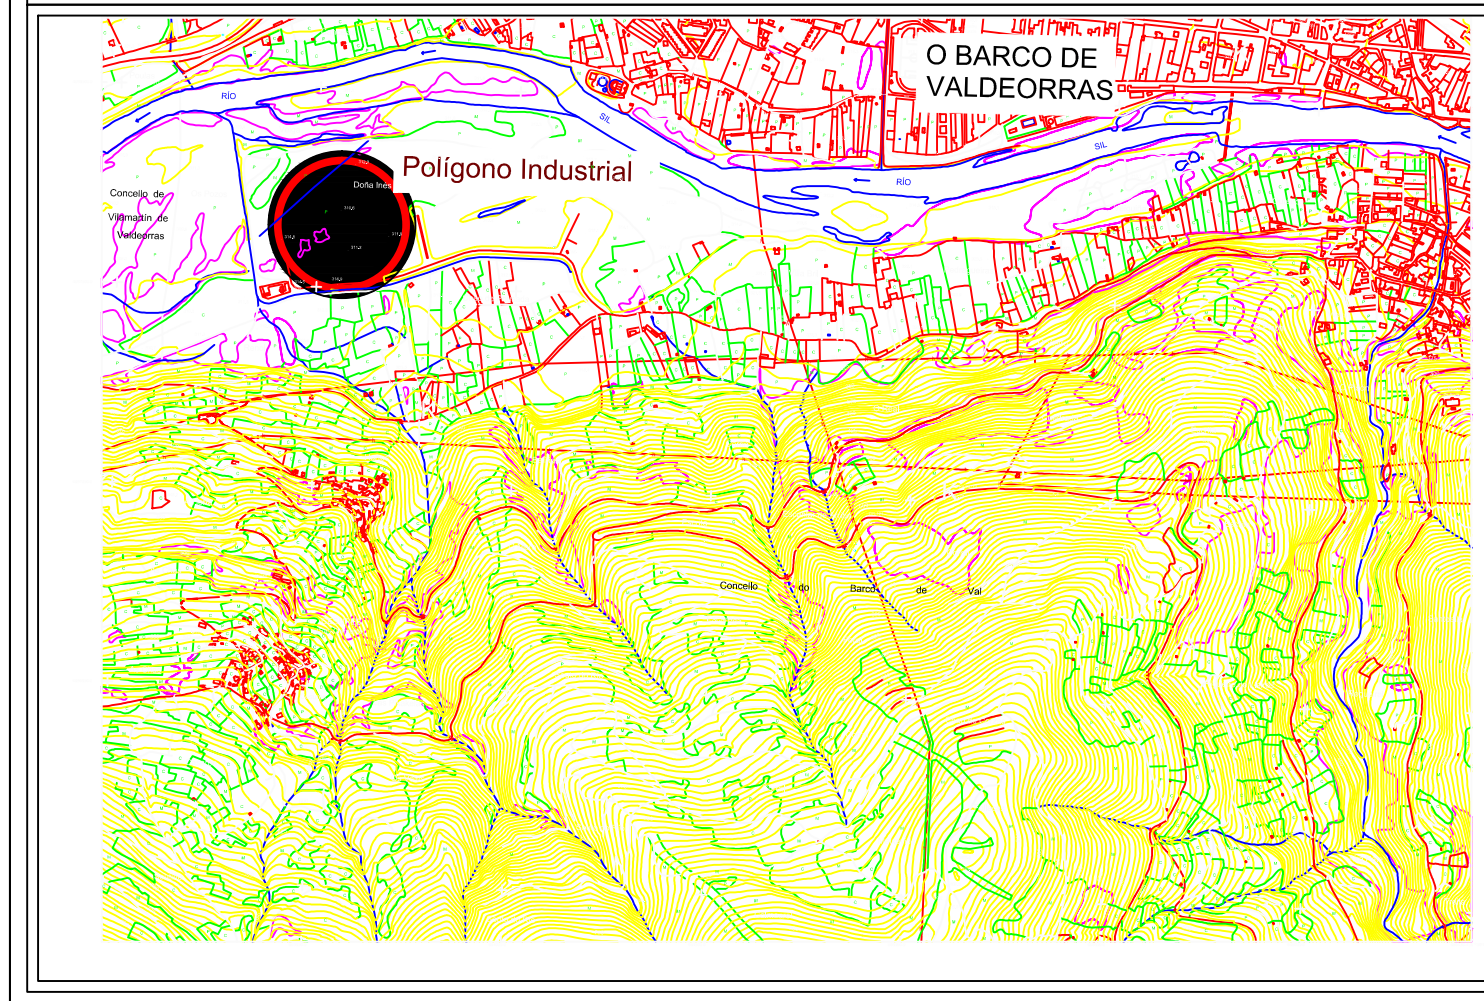 O BARCO DE
VALDEORRAS
RÍO
SIL
SIL
RÍO
Polígono Industrial
Doña Ines
Concello de
Vilamartín de
Valdeorras
Concello do Barco de Val